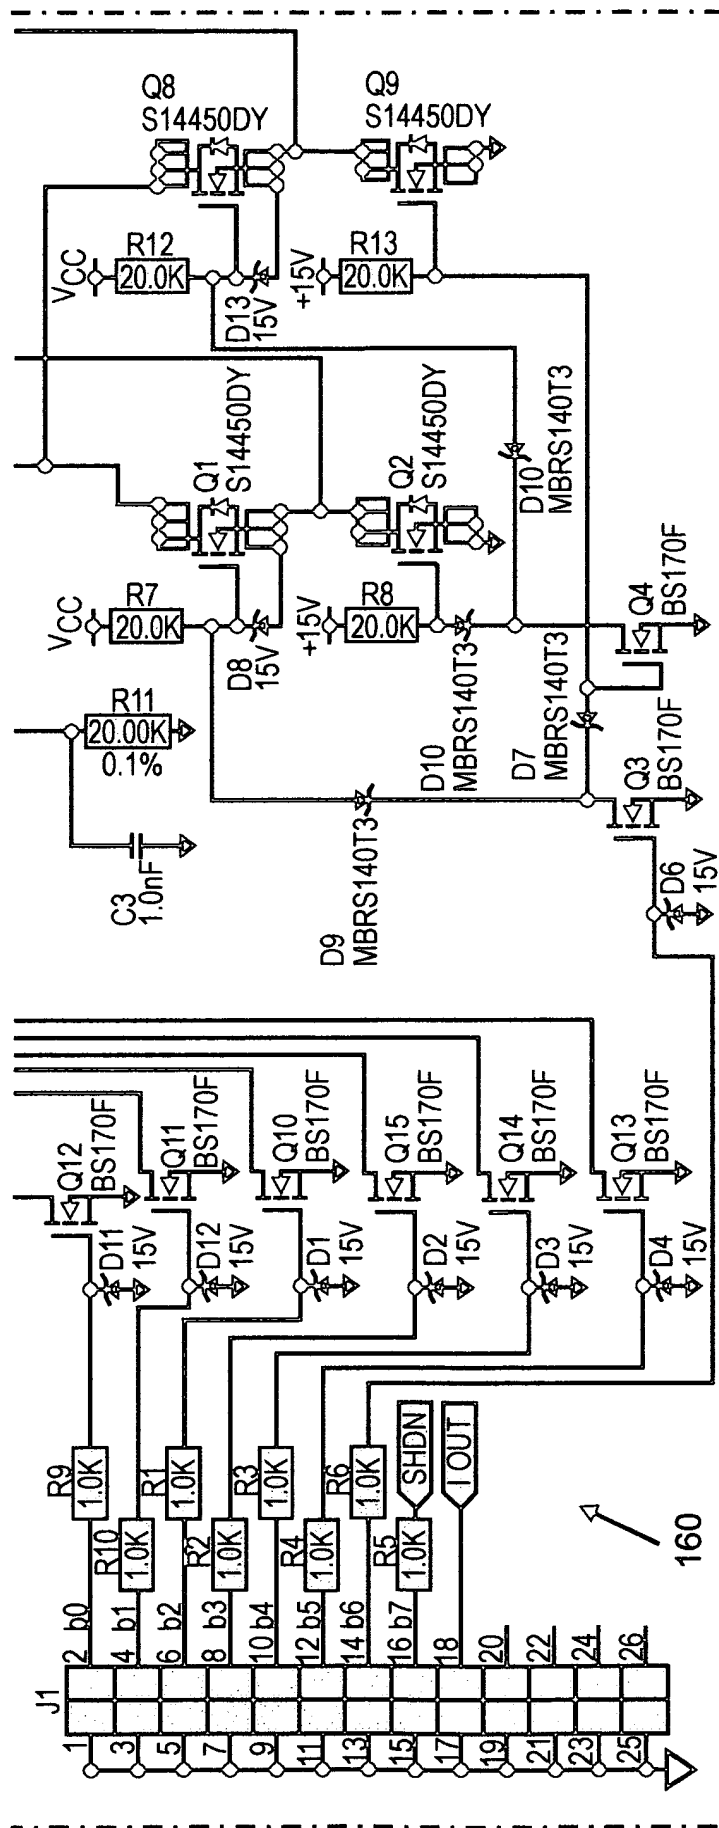 Q8
S14450DY
Q9
S14450DY
VCC
R12
20.0K
D13
15V
+15V
R13
20.0K
Q1
S14450DY
Q2
S14450DY
D10
MBRS140T3
VCC
R7
20.0K
D8
15V
+15V
R8
20.0K
D10
MBRS140T3
D7
MBRS140T3
Q4
BS170F
R11
20.00K
0.1%
C3
1.0nF
D9
MBRS140T3
Q3
BS170F
D6
15V
Q12
BS170F
Q11
BS170F
Q10
BS170F
Q15
BS170F
Q14
BS170F
Q13
BS170F
D11
15V
D12
15V
D1
15V
D2
15V
D3
15V
D4
15V
R9
1.0K
R10
1.0K
R1
1.0K
R2
1.0K
R3
1.0K
R4
1.0K
R6
1.0K
R5
1.0K
SHDN
I OUT
160
J1
2 b0
4 b1
6 b2
8 b3
10 b4
12 b5
14 b6
16 b7
18
20
22
24
26
1
3
5
7
9
11
13
15
17
19
21
23
25